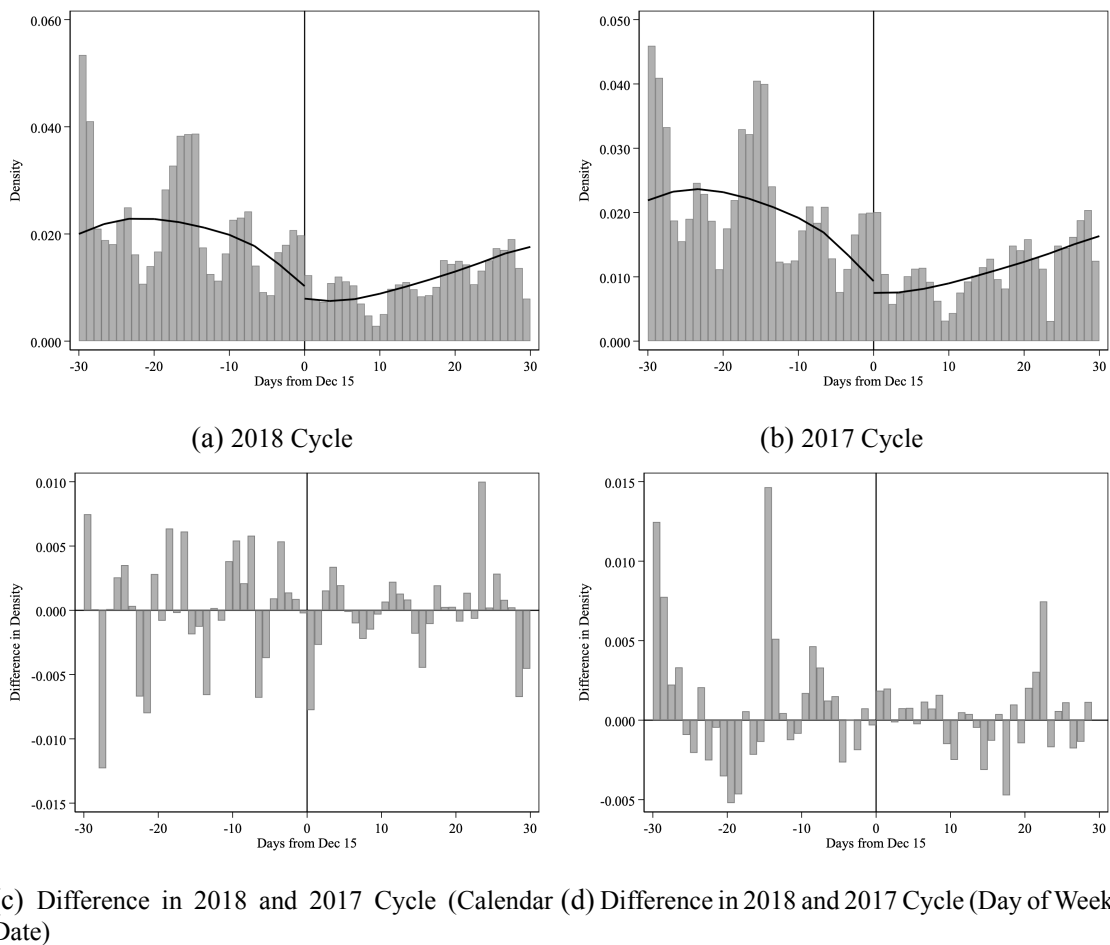 0.060
0.040
0.020
0.000
Density
-30 -20 -10 0 10 20 30
Days from Dec 15
(a) 2018 Cycle
0.050
0.040
0.030
0.020
0.010
0.000
Density
-30 -20 -10 0 10 20 30
Days from Dec 15
(b) 2017 Cycle
0.010
0.005
0.000
-0.005
-0.010
-0.015
Difference in Density
-30 -20 -10 0 10 20 30
Days from Dec 15
c) Difference in 2018 and 2017 Cycle (Calendar
Date)
0.015
0.010
0.005
0.000
-0.005
Difference in Density
-30 -20 -10 0 10 20 30
Days from Dec 15
(d) Difference in 2018 and 2017 Cycle (Day of Week